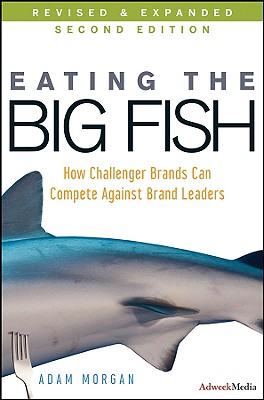 REVISED & EXPANDED
SECOND EDITION
EATING THE
BIG FISH
How Challenger Brands Can
Compete Against Brand Leaders
ADAM MORGAN
AdweekMedia